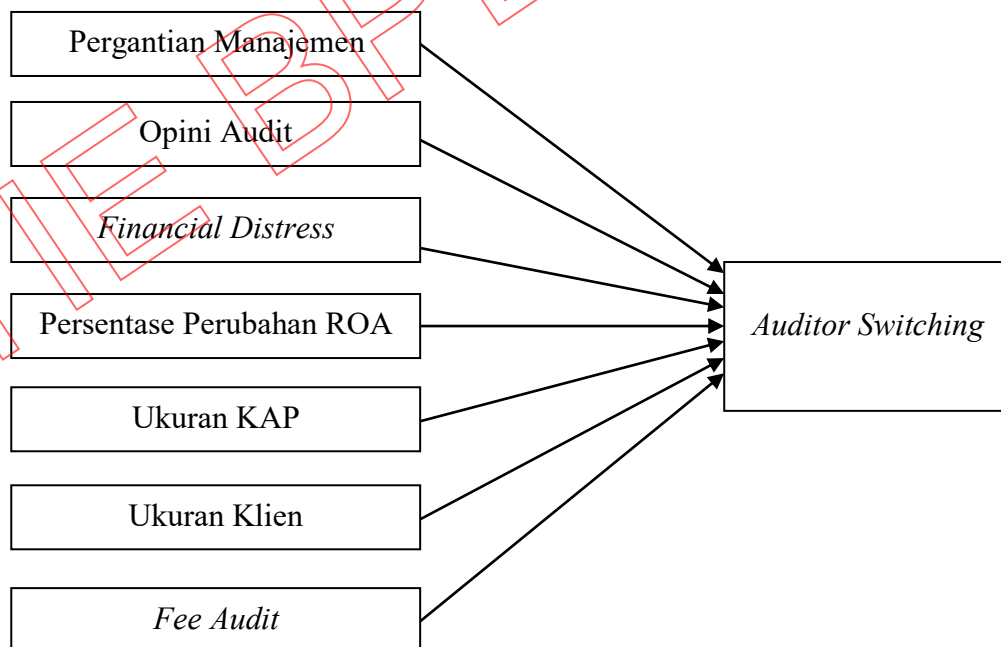 Pergantian Manajemen
Opini Audit
Financial Distress
Persentase Perubahan ROA
Auditor Switching
Ukuran KAP
Ukuran Klien
Fee Audit